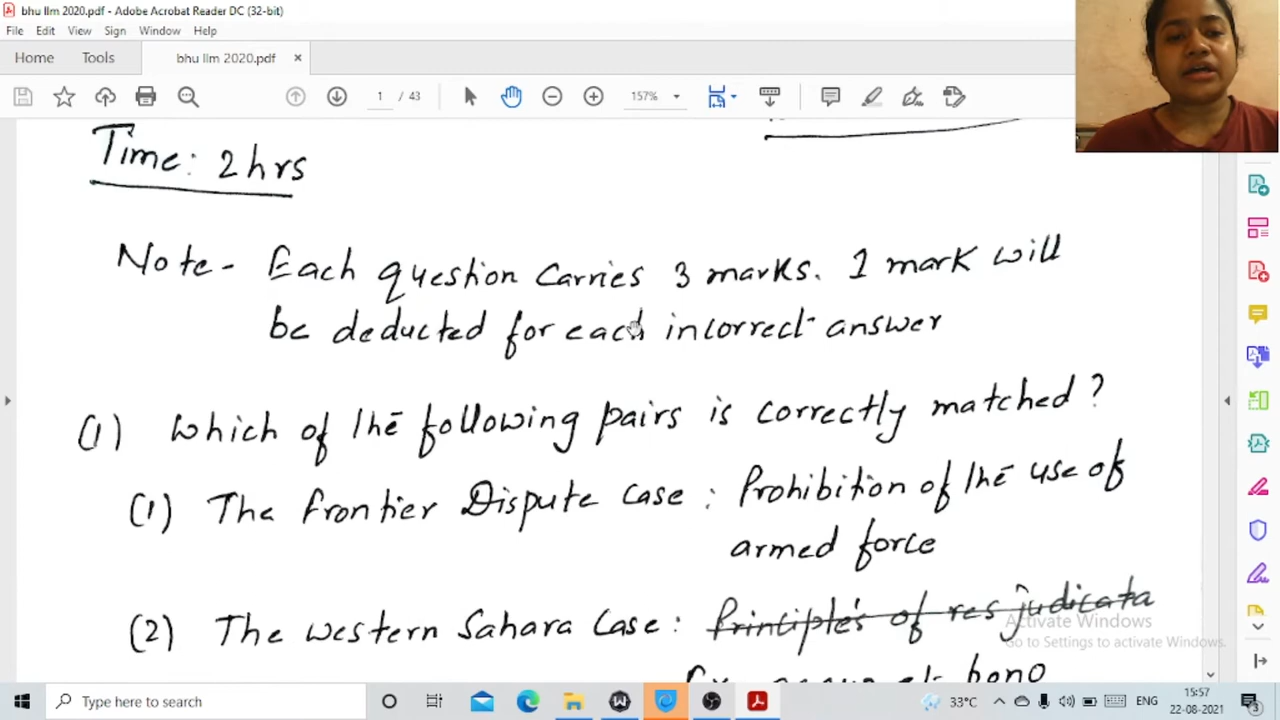 bhu llm 2020.pdf - Adobe Acrobat Reader DC (32-bit)
File Edit View Sign Window Help
Home Tools bhu llm 2020.pdf ×
1 / 43 157%
Time: 2 hrs
Note - Each question carries 3 marks. 1 mark will
be deducted for each incorrect answer
(1) Which of the following pairs is correctly matched?
(1) The Frontier Dispute Case : Prohibition of the use of
armed force
(2) The Western Sahara Case : Principle's of res judicata
Activate Windows
Go to Settings to activate Windows.
bono
Type here to search
33°C ENG 15:57
22-08-2021
3